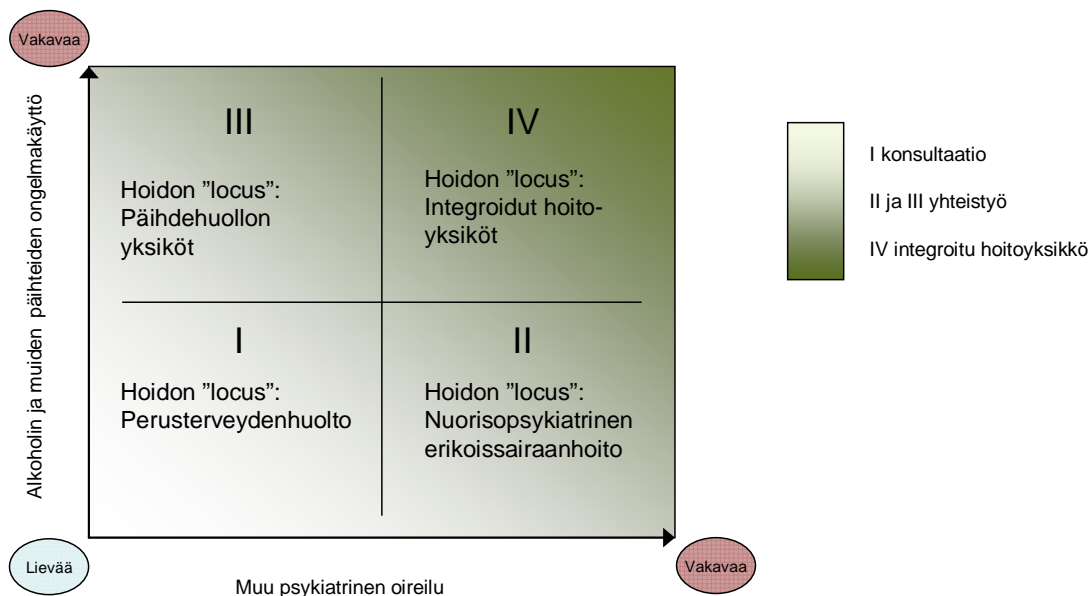 Vakavaa
Alkoholin ja muiden päihteiden ongelmakäyttö
III
Hoidon "locus":
Päihdehuollon
yksiköt
IV
Hoidon "locus":
Integroidut hoito-
yksiköt
I
Hoidon "locus":
Perusterveydenhuolto
II
Hoidon "locus":
Nuorisopsykiatrinen
erikoissairaanhoito
I konsultaatio
II ja III yhteistyö
IV integroitu hoitoyksikkö
Lievää
Muu psykiatrinen oireilu
Vakavaa